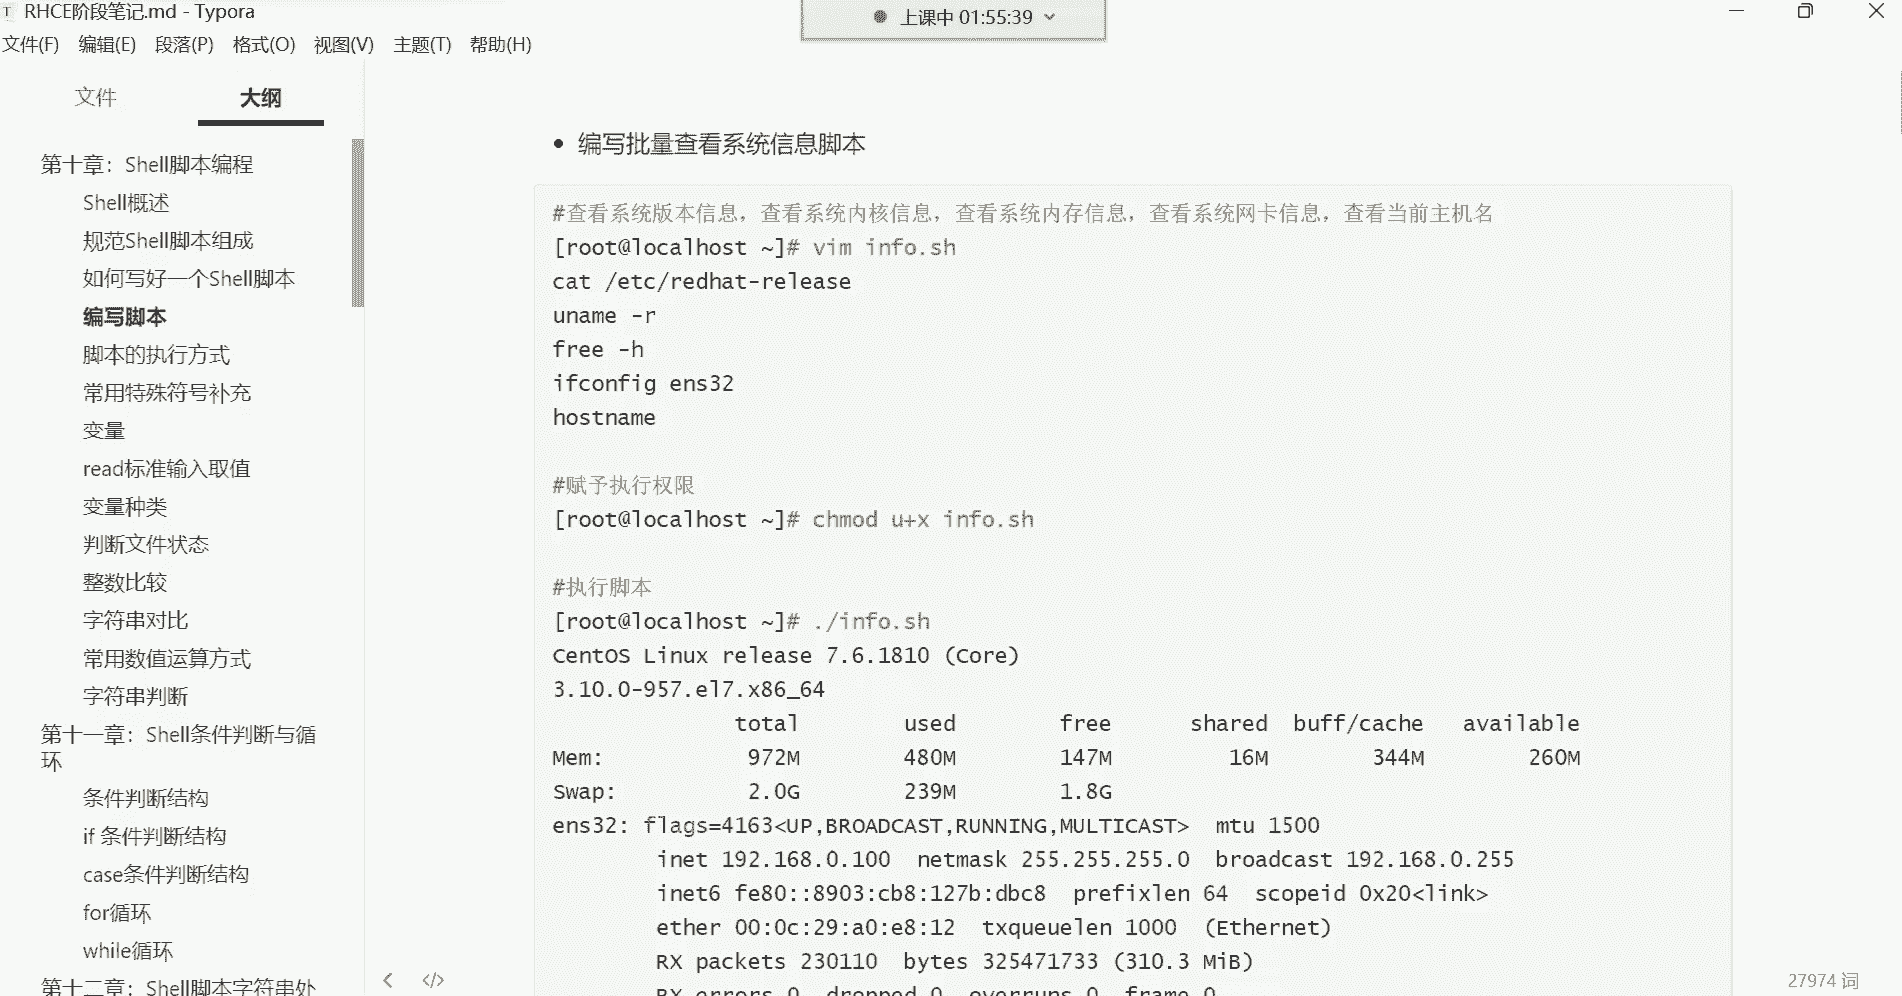 RHCE阶段笔记.md - Typora
上课中 01:55:39
文件(F) 编辑(E) 段落(P) 格式(O) 视图(V) 主题(T) 帮助(H)
文件 大纲
第十章：Shell脚本编程
Shell概述
规范Shell脚本组成
如何写好一个Shell脚本
编写脚本
脚本的执行方式
常用特殊符号补充
变量
read标准输入取值
变量种类
判断文件状态
整数比较
字符串对比
常用数值运算方式
字符串判断
第十一章：Shell条件判断与循
环
条件判断结构
if 条件判断结构
case条件判断结构
for循环
while循环
第十二章：Shell脚本字符串处
编写批量查看系统信息脚本
#查看系统版本信息，查看系统内核信息，查看系统内存信息，查看系统网卡信息，查看当前主机名
[root@localhost ~]# vim info.sh
cat /etc/redhat-release
uname -r
free -h
ifconfig ens32
hostname
#赋予执行权限
[root@localhost ~]# chmod u+x info.sh
#执行脚本
[root@localhost ~]# ./info.sh
CentOS Linux release 7.6.1810 (Core)
3.10.0-957.el7.x86_64
total used free shared buff/cache available
Mem: 972M 480M 147M 16M 344M 260M
Swap: 2.0G 239M 1.8G
ens32: flags=4163<UP,BROADCAST,RUNNING,MULTICAST> mtu 1500
inet 192.168.0.100 netmask 255.255.255.0 broadcast 192.168.0.255
inet6 fe80::8903:cb8:127b:dbc8 prefixlen 64 scopeid 0x20<link>
ether 00:0c:29:a0:e8:12 txqueuelen 1000 (Ethernet)
RX packets 230110 bytes 325471733 (310.3 MiB)
RX errors 0 dropped 0 overruns 0 frame 0
27974 词